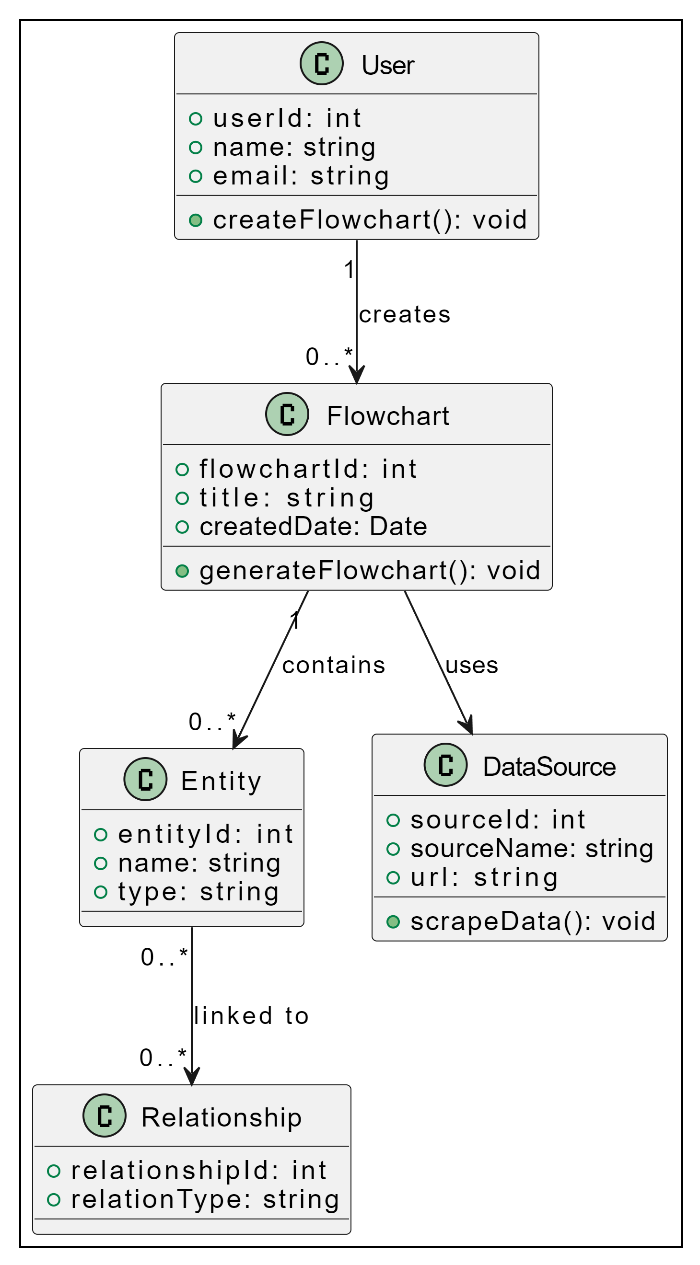 C User
userId: int
name: string
email: string
createFlowchart(): void
1
creates
0..*
C Flowchart
flowchartId: int
title: string
createdDate: Date
generateFlowchart(): void
1
contains
uses
0..*
C Entity
entityId: int
name: string
type: string
C DataSource
sourceId: int
sourceName: string
url: string
scrapeData(): void
0..*
linked to
0..*
C Relationship
relationshipId: int
relationType: string